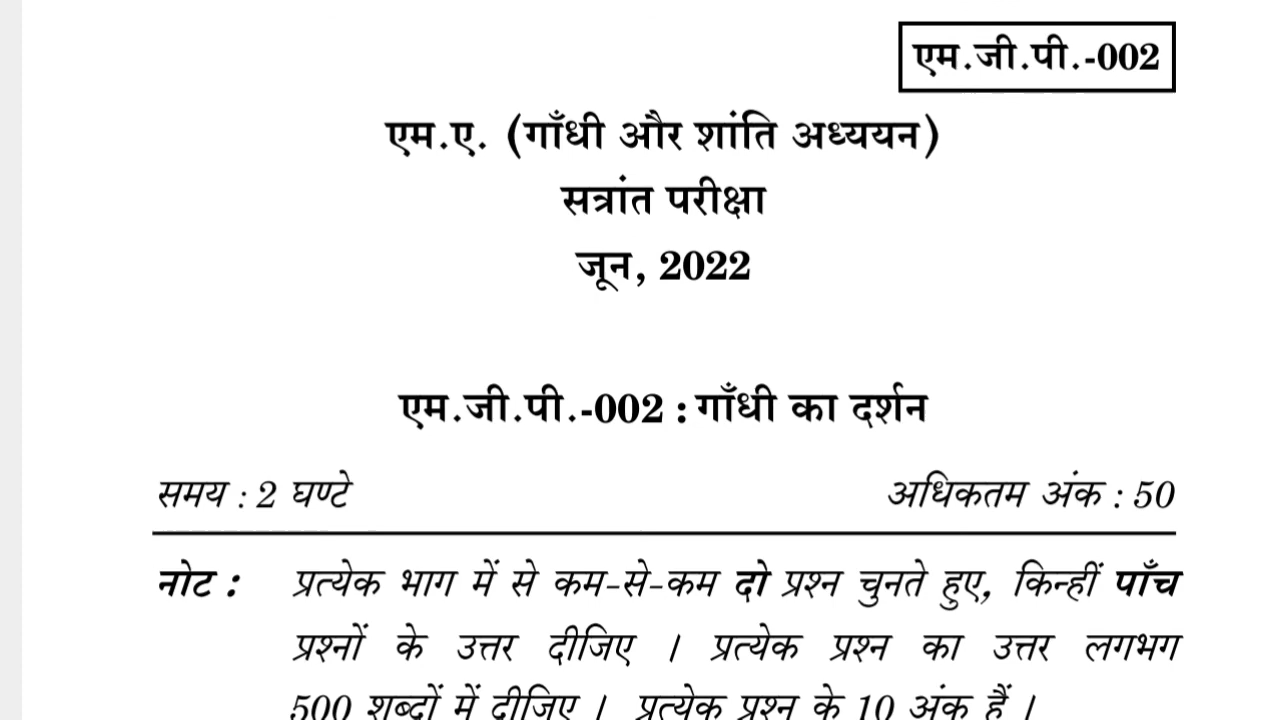 एम.जी.पी.-002
एम.ए. (गाँधी और शांति अध्ययन)
सत्रांत परीक्षा
जून, 2022
एम.जी.पी.-002 : गाँधी का दर्शन
समय : 2 घण्टे अधिकतम अंक : 50
नोट : प्रत्येक भाग में से कम-से-कम दो प्रश्न चुनते हुए, किन्हीं पाँच
प्रश्नों के उत्तर दीजिए । प्रत्येक प्रश्न का उत्तर लगभग
500 शब्दों में दीजिए । प्रत्येक प्रश्न के 10 अंक हैं ।